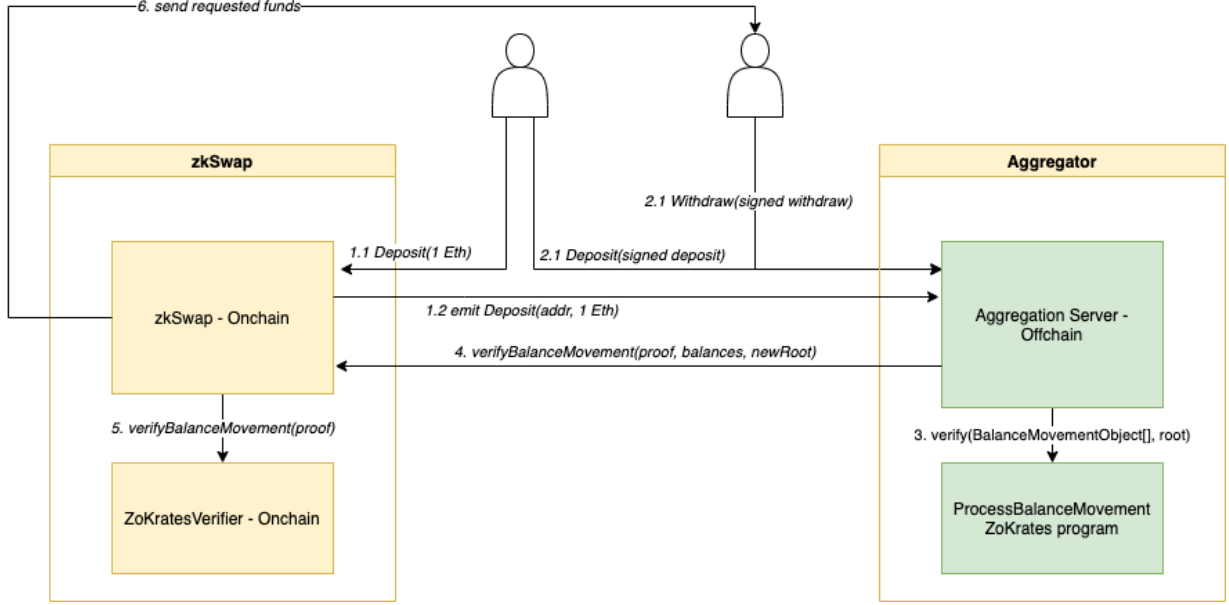 6. send requested funds
zkSwap
Aggregator
2.1 Withdraw(signed withdraw)
1.1 Deposit(1 Eth)
2.1 Deposit(signed deposit)
zkSwap - Onchain
1.2 emit Deposit(addr, 1 Eth)
Aggregation Server -
Offchain
4. verifyBalanceMovement(proof, balances, newRoot)
5. verifyBalanceMovement(proof)
3. verify(BalanceMovementObject[], root)
ZoKratesVerifier - Onchain
ProcessBalanceMovement
ZoKrates program